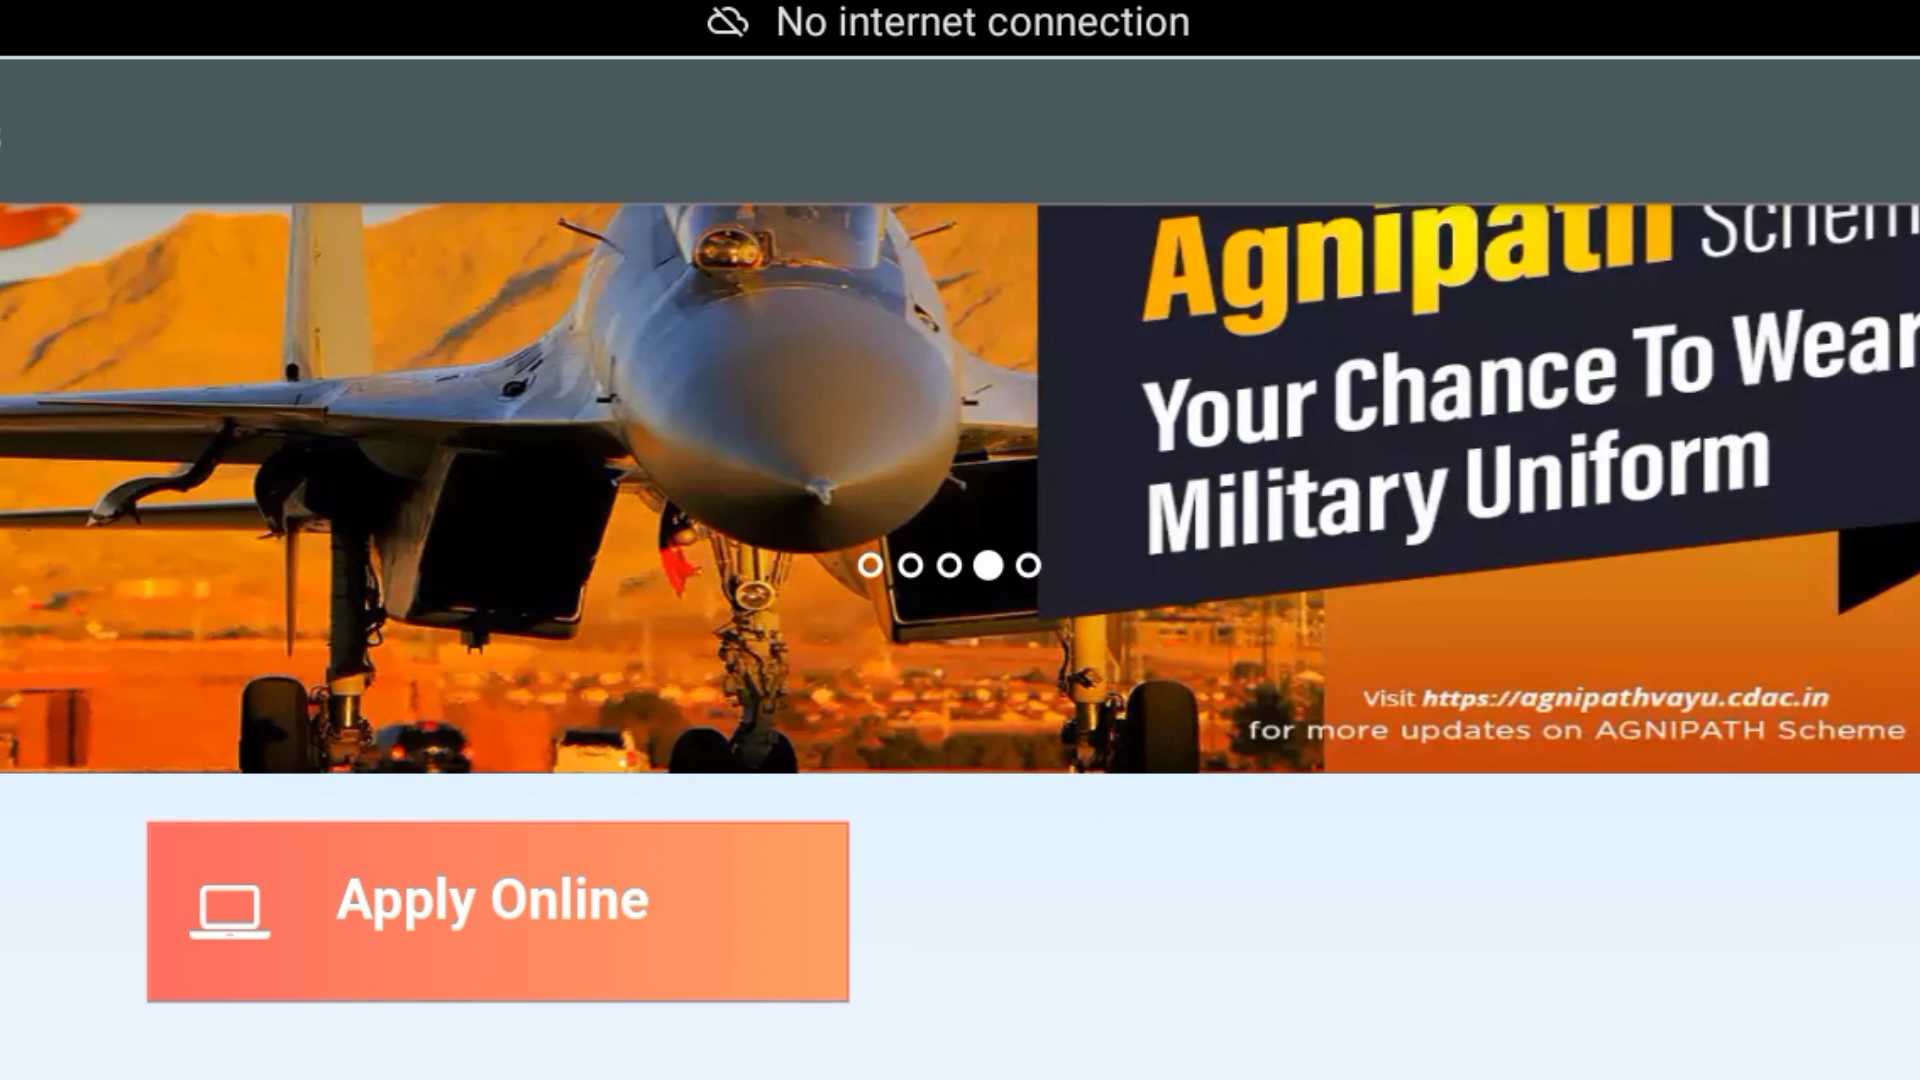 No internet connection
Agnipath Schem
Your Chance To Wear
Military Uniform
Visit https://agnipathvayu.cdac.in
for more updates on AGNIPATH Scheme
Apply Online